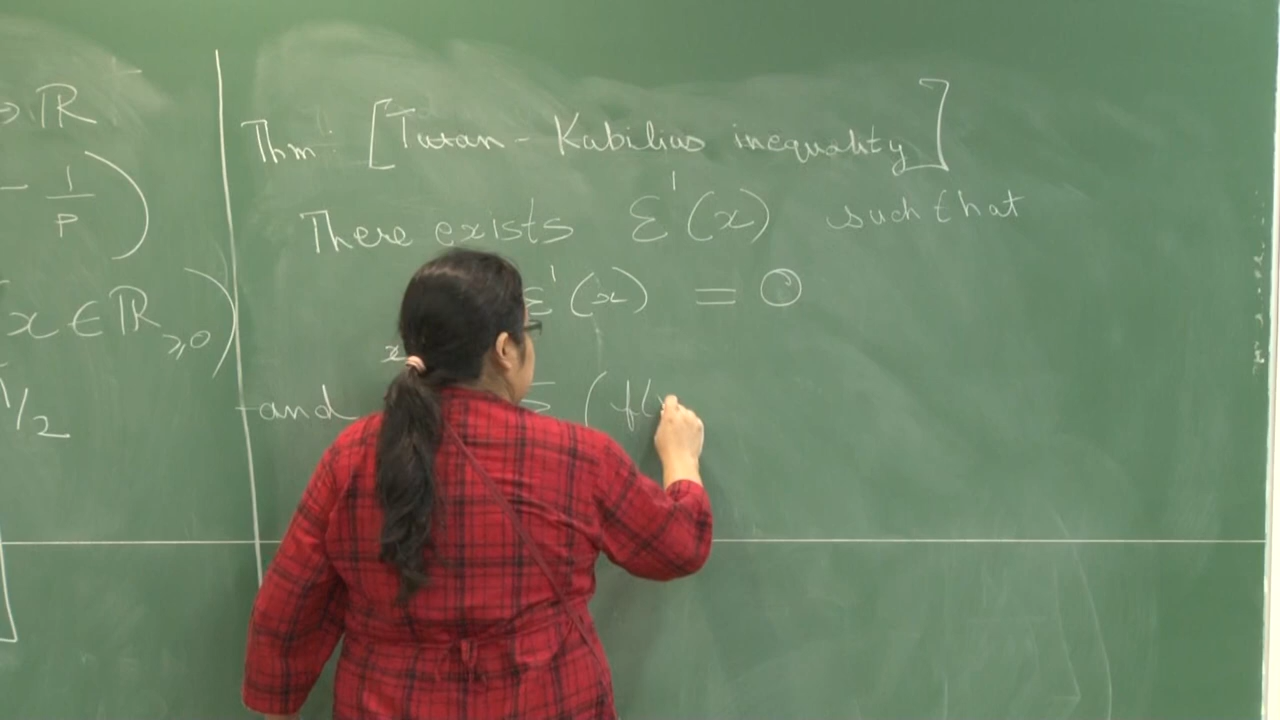 → ℝ
- 1/p )
x ∈ ℝ≥0 )
1/2
Thm: [Turan - Kubilius inequality]
There exists ε'(x) such that
ε'(x) = 0
x
and Σ (f(